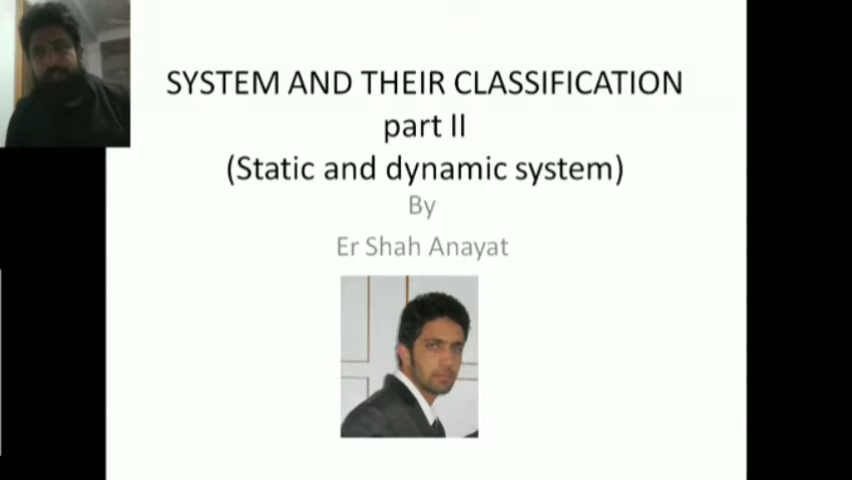 SYSTEM AND THEIR CLASSIFICATION
part II
(Static and dynamic system)
By
Er Shah Anayat